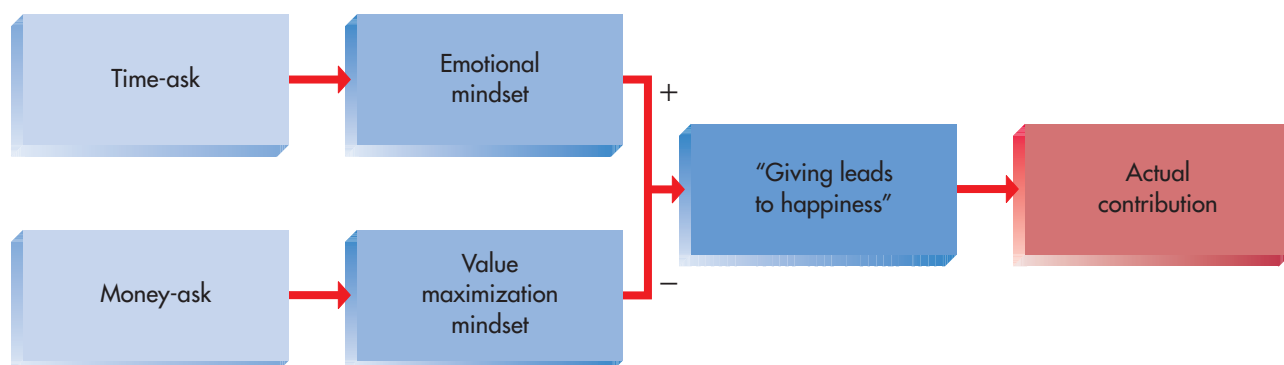 Time-ask
Emotional
mindset
+
"Giving leads
to happiness"
Actual
contribution
Money-ask
Value
maximization
mindset
−